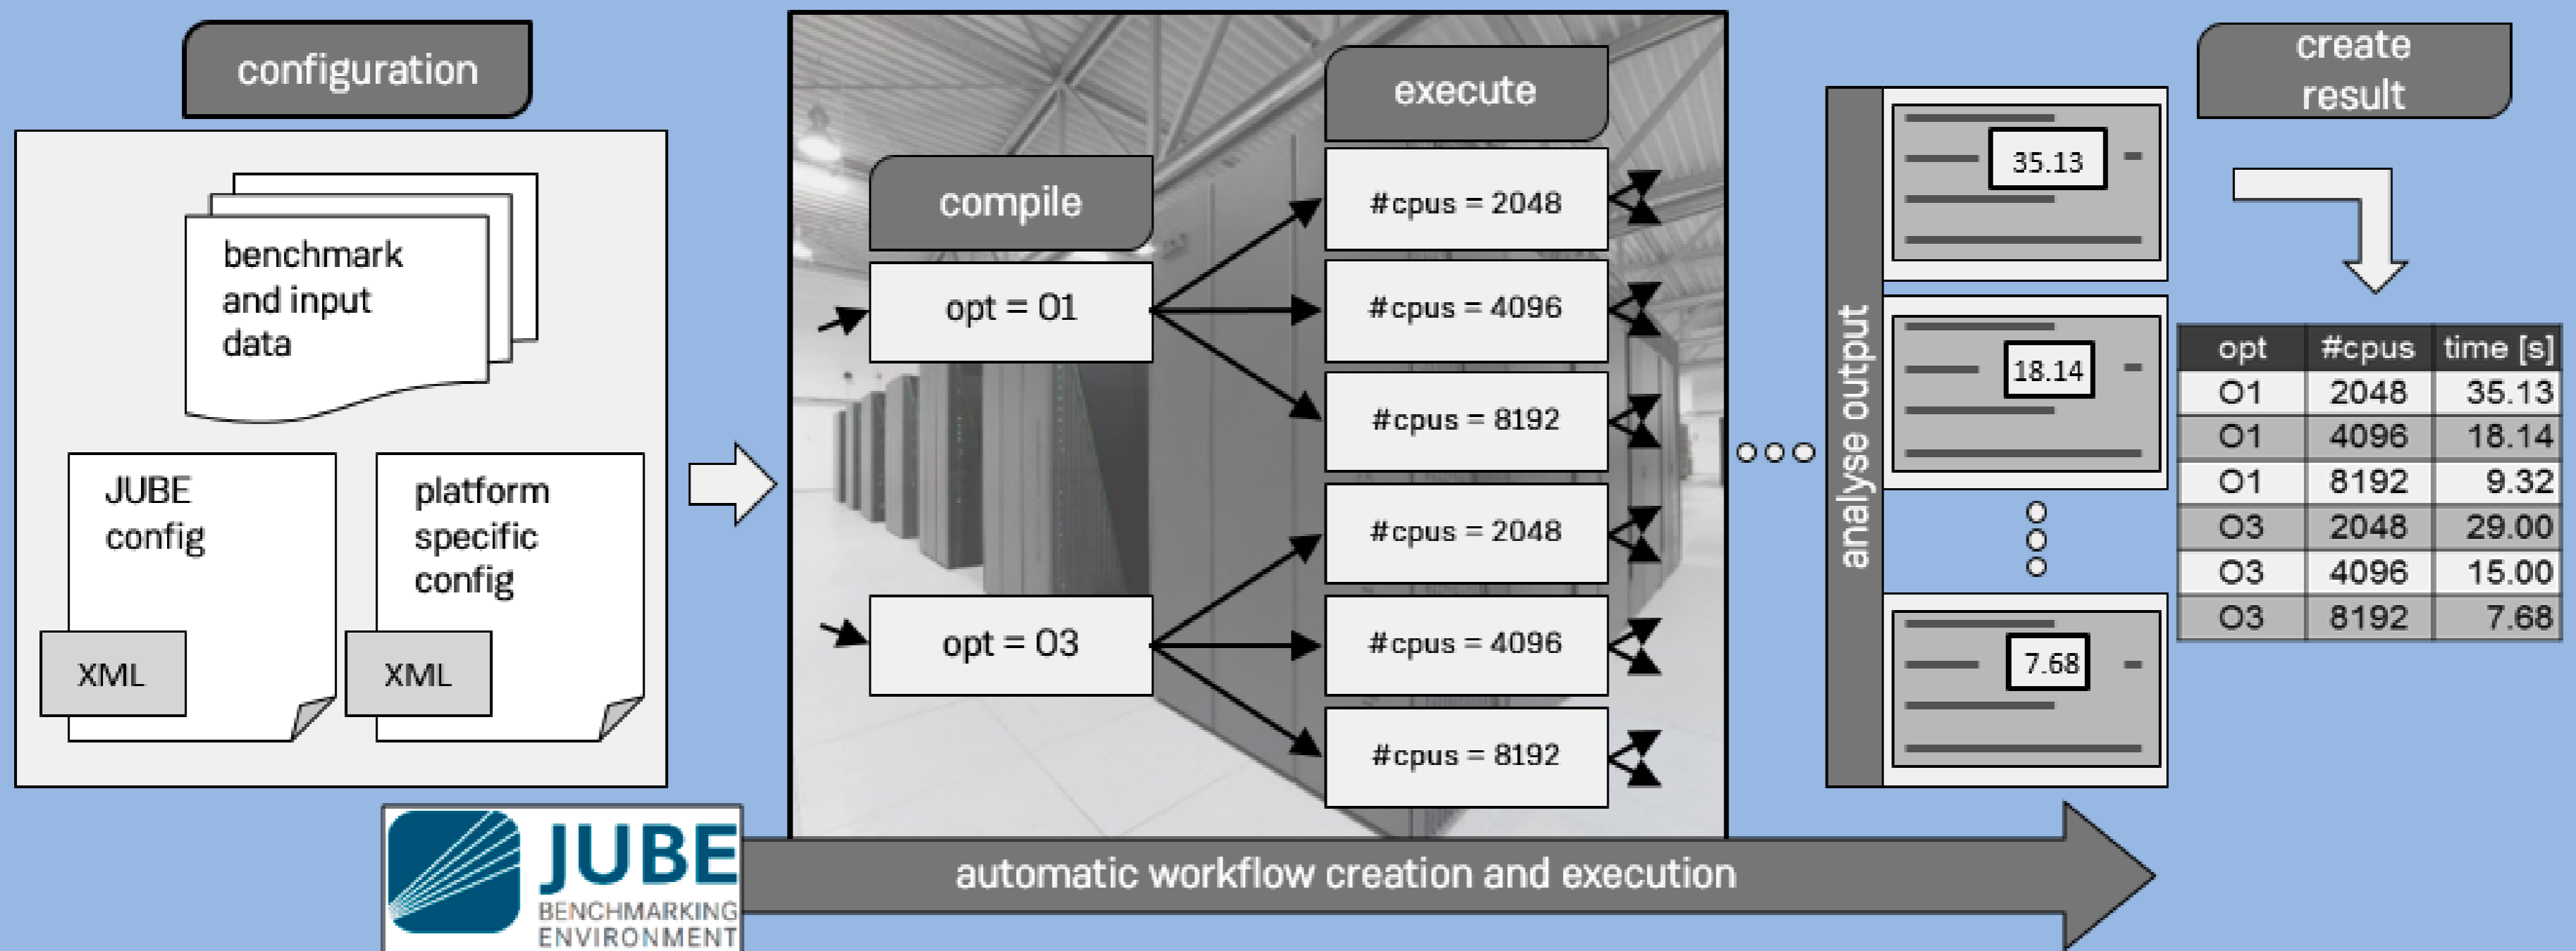 configuration
benchmark
and input
data
JUBE
config
XML
platform
specific
config
XML
compile
opt = O1
opt = O3
execute
#cpus = 2048
#cpus = 4096
#cpus = 8192
#cpus = 2048
#cpus = 4096
#cpus = 8192
analyse output
35.13
18.14
7.68
create
result
opt #cpus time [s]
O1 2048 35.13
O1 4096 18.14
O1 8192 9.32
O3 2048 29.00
O3 4096 15.00
O3 8192 7.68
JUBE
BENCHMARKING
ENVIRONMENT
automatic workflow creation and execution